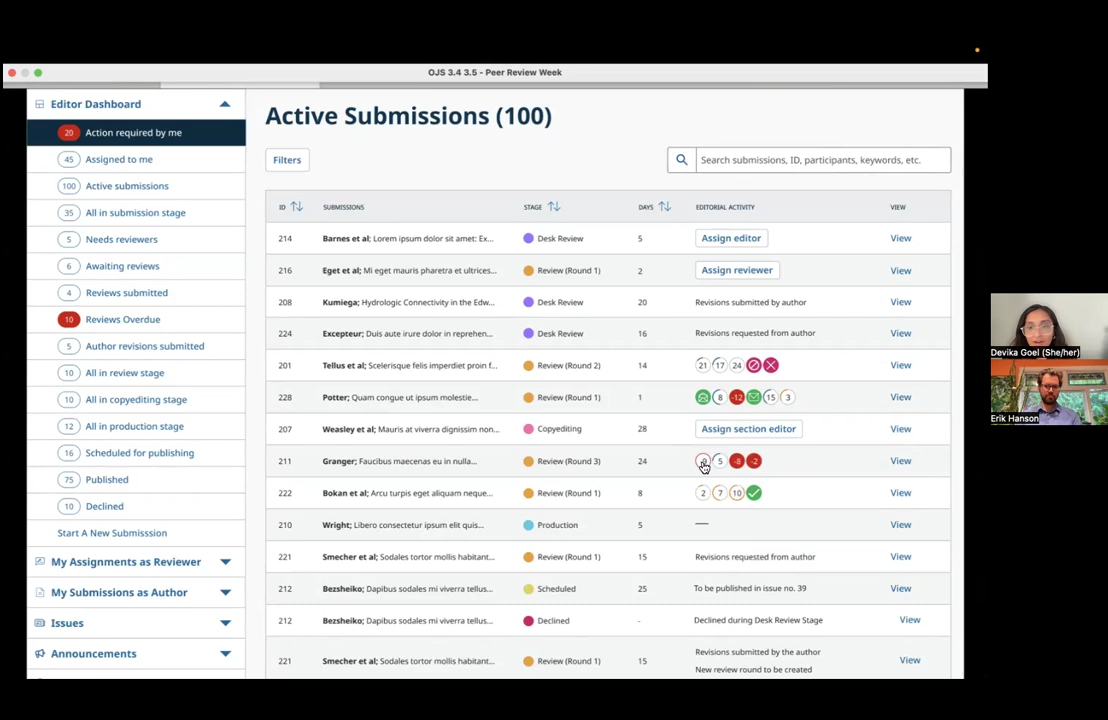 OJS 3.4 3.5 - Peer Review Week
Editor Dashboard
20 Action required by me
45 Assigned to me
100 Active submissions
35 All in submission stage
5 Needs reviewers
6 Awaiting reviews
4 Reviews submitted
10 Reviews Overdue
5 Author revisions submitted
10 All in review stage
10 All in copyediting stage
12 All in production stage
16 Scheduled for publishing
75 Published
10 Declined
Start A New Submisssion
My Assignments as Reviewer
My Submissions as Author
Issues
Announcements
Active Submissions (100)
Filters
Search submissions, ID, participants, keywords, etc.
ID SUBMISSIONS STAGE DAYS EDITORIAL ACTIVITY VIEW
214 Barnes et al; Lorem ipsum dolor sit amet: Ex... Desk Review 5 Assign editor View
216 Eget et al; Mi eget mauris pharetra et ultrices... Review (Round 1) 2 Assign reviewer View
208 Kumiega; Hydrologic Connectivity in the Edw... Desk Review 20 Revisions submitted by author View
224 Excepteur; Duis aute irure dolor in reprehen... Desk Review 16 Revisions requested from author View
201 Tellus et al; Scelerisque felis imperdiet proin f... Review (Round 2) 14 21 17 24 View
228 Potter; Quam congue ut ipsum molestie... Review (Round 1) 1 8 -12 15 3 View
207 Weasley et al; Mauris at viverra dignissim non... Copyediting 28 Assign section editor View
211 Granger; Faucibus maecenas eu in nulla... Review (Round 3) 24 5 -8 -2 View
222 Bokan et al; Arcu turpis eget aliquam neque... Review (Round 1) 8 2 7 10 View
210 Wright; Libero consectetur ipsum elit quis... Production 5 — View
221 Smecher et al; Sodales tortor mollis habitant... Review (Round 1) 15 Revisions requested from author View
212 Bezsheiko; Dapibus sodales mi viverra tellus... Scheduled 25 To be published in issue no. 39 View
212 Bezsheiko; Dapibus sodales mi viverra tellus... Declined - Declined during Desk Review Stage View
221 Smecher et al; Sodales tortor mollis habitant... Review (Round 1) 15 Revisions submitted by the author View
New review round to be created
Devika Goel (She/her)
Erik Hanson